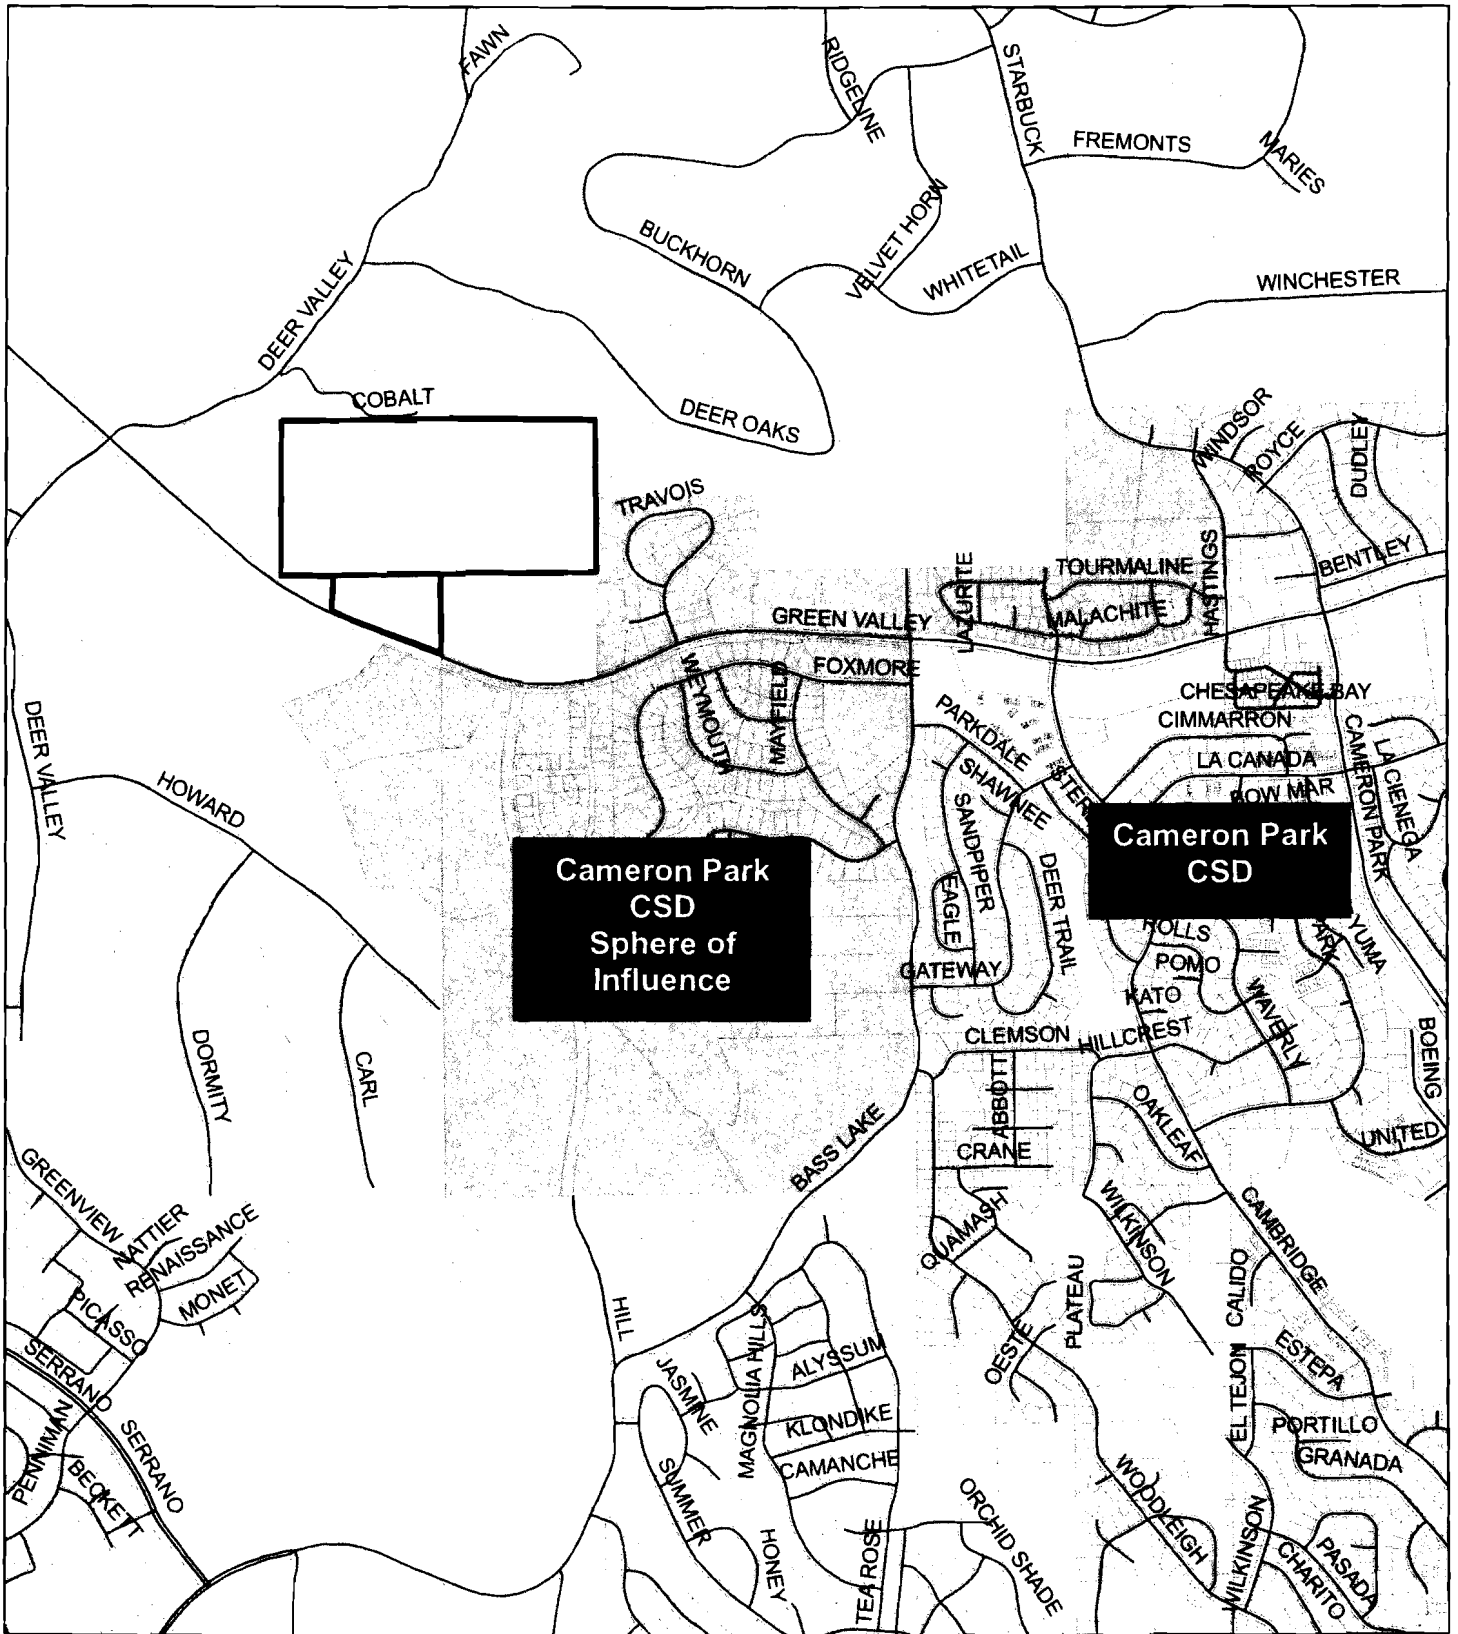 FAWN
RIDGELINE
STARBUCK
FREMONTS
MARIES
BUCKHORN
VELVET HORN
WHITETAIL
WINCHESTER
DEER VALLEY
COBALT
DEER OAKS
WINDSOR
ROYCE
DUDLEY
TRAVOIS
LAZURITE
TOURMALINE
HASTINGS
BENTLEY
GREEN VALLEY
MALACHITE
WEYMOUTH
MAYFIELD
FOXMORE
CHESAPEAKE BAY
CIMMARRON
PARKDALE
LA CANADA
CAMERON PARK
LA CIENEGA
DEER VALLEY
HOWARD
SHAWNEE
BOW MAR
SANDPIPER
Cameron Park
CSD
Sphere of
Influence
Cameron Park
CSD
EAGLE
DEER TRAIL
YUMA
POMO
GATEWAY
KATO
WAVERLY
CLEMSON
HILLCREST
BOEING
DORMITY
CARL
ABBOTT
OAKLEAF
BASS LAKE
CRANE
UNITED
GREENVIEW
NATTIER
RENAISSANCE
MONET
PICASSO
QUAMASH
WILKINSON
CAMBRIDGE
HILL
PLATEAU
CALIDO
OESTE
SERRANO
JASMINE
MAGNOLIA HILLS
ALYSSUM
EL TEJON
ESTEPA
PENNIMAN
BECKETT
SERRANO
KLONDIKE
CAMANCHE
PORTILLO
GRANADA
SUMMER
HONEY
TEA ROSE
ORCHID SHADE
WOODLEIGH
WILKINSON
CHARITO
PASADA